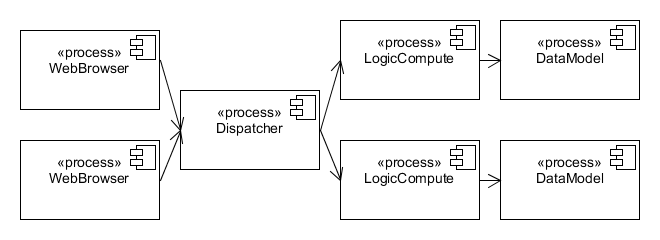 «process»
WebBrowser
«process»
WebBrowser
«process»
Dispatcher
«process»
LogicCompute
«process»
DataModel
«process»
LogicCompute
«process»
DataModel